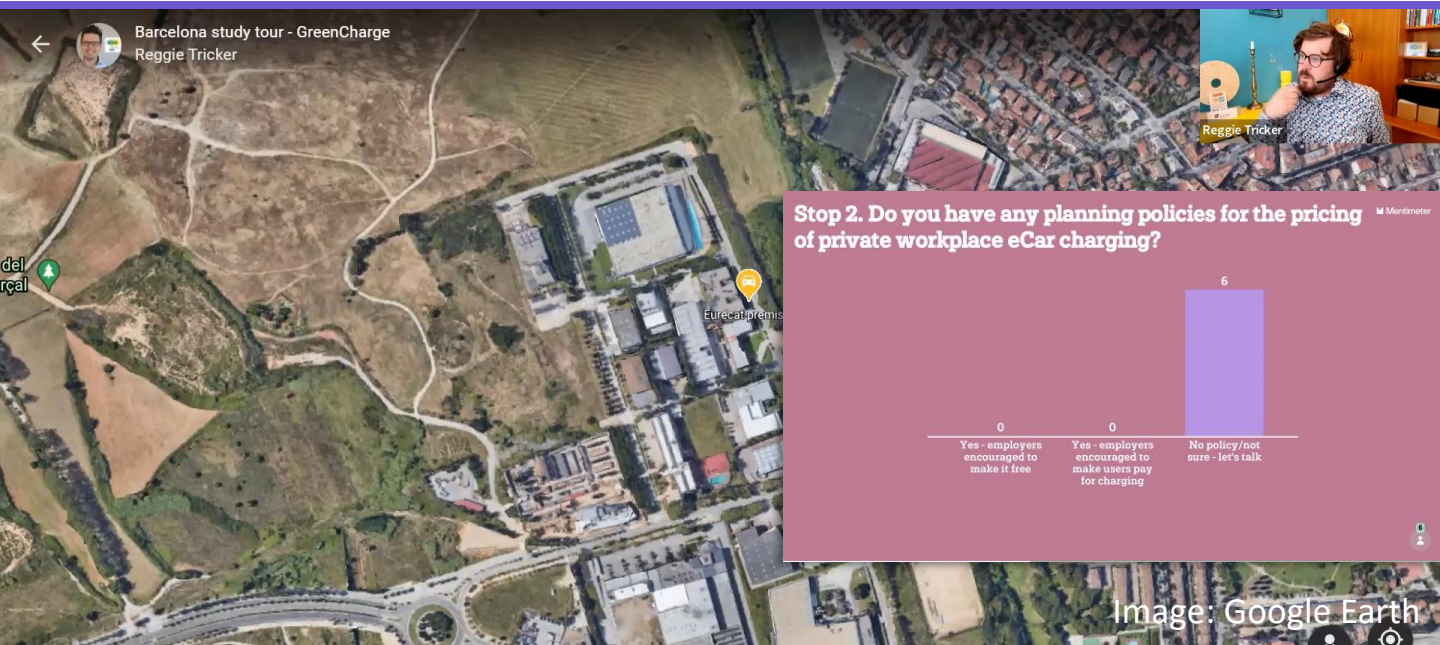 Barcelona study tour - GreenCharge
Reggie Tricker
Reggie Tricker
Stop 2. Do you have any planning policies for the pricing
of private workplace eCar charging?
Mentimeter
6
0
0
Yes - employers
encouraged to
make it free
Yes - employers
encouraged to
make users pay
for charging
No policy/not
sure - let's talk
6
del
rçal
Eurecat premis
Image: Google Earth